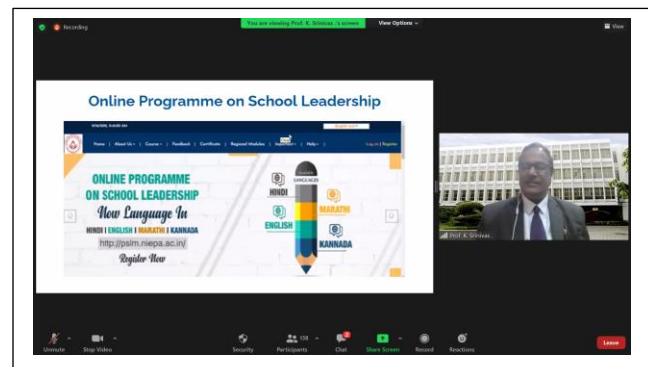 Recording
You are viewing Prof. K. Srinivas .'s screen
View Options
View
Online Programme on School Leadership
Home | About Us | Course | Feedback | Certificate | Regional Modules | | Help |
Log in | Register
ONLINE PROGRAMME
ON SCHOOL LEADERSHIP
Now Language In
HINDI I ENGLISH I MARATHI I KANNADA
http://pslm.niepa.ac.in/
Register Now
LANGUAGES
HINDI
MARATHI
ENGLISH
KANNADA
Prof. K. Srinivas .
Unmute
Stop Video
Security
Participants
158
Chat
2
Share Screen
Record
Reactions
Leave